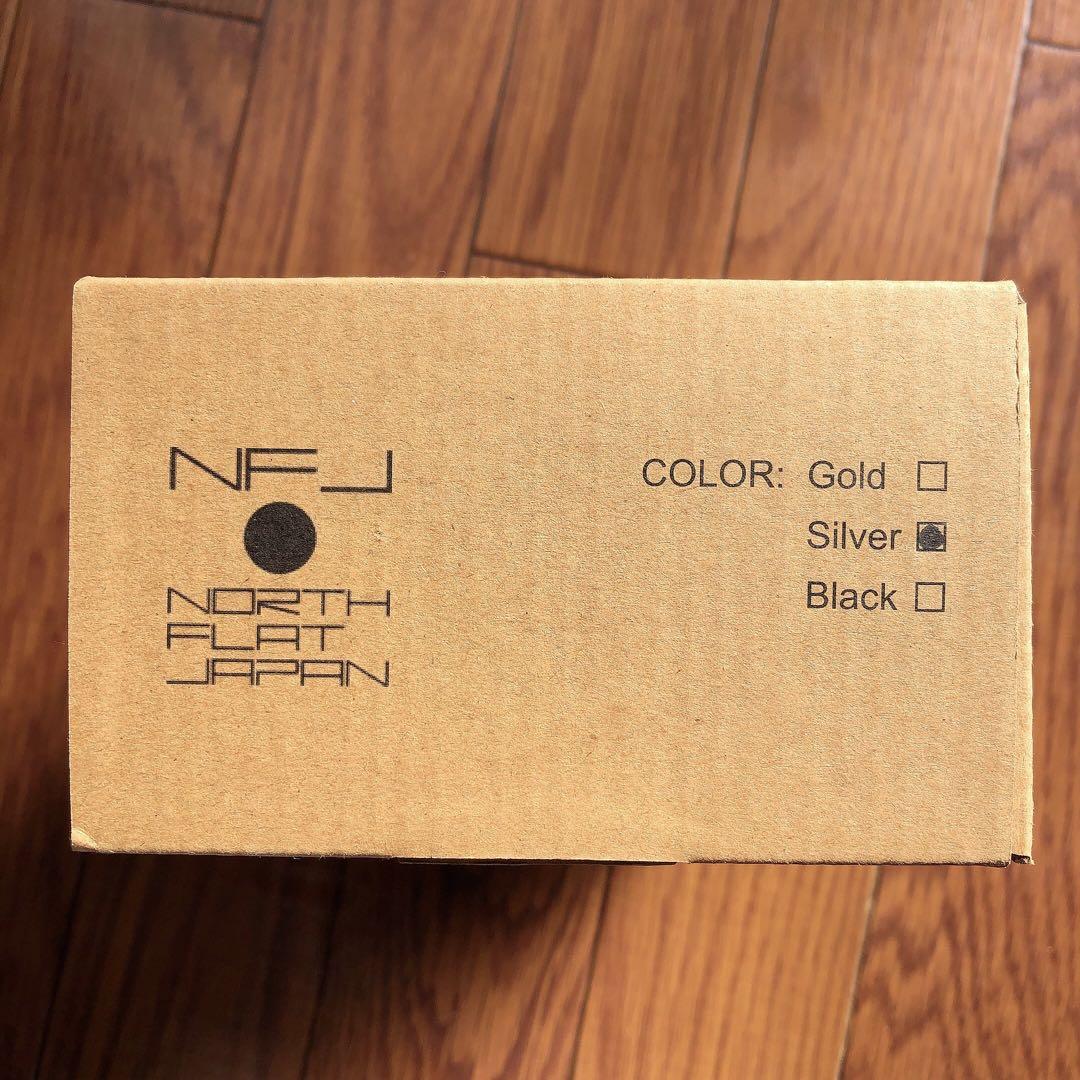 NFJ
NORTH
FLAT
JAPAN
COLOR: Gold
Silver
Black